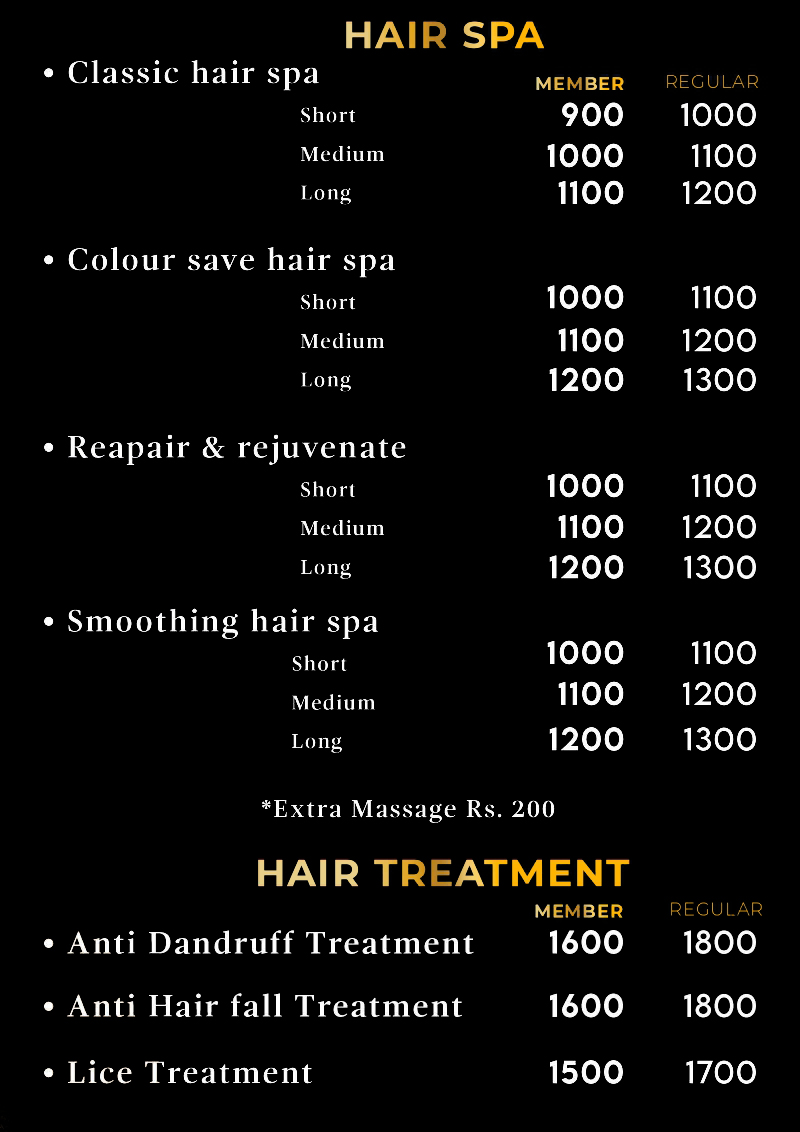 HAIR SPA
• Classic hair spa MEMBER REGULAR
Short 900 1000
Medium 1000 1100
Long 1100 1200
• Colour save hair spa
Short 1000 1100
Medium 1100 1200
Long 1200 1300
• Reapair & rejuvenate
Short 1000 1100
Medium 1100 1200
Long 1200 1300
• Smoothing hair spa
Short 1000 1100
Medium 1100 1200
Long 1200 1300
*Extra Massage Rs. 200
HAIR TREATMENT
MEMBER REGULAR
• Anti Dandruff Treatment 1600 1800
• Anti Hair fall Treatment 1600 1800
• Lice Treatment 1500 1700